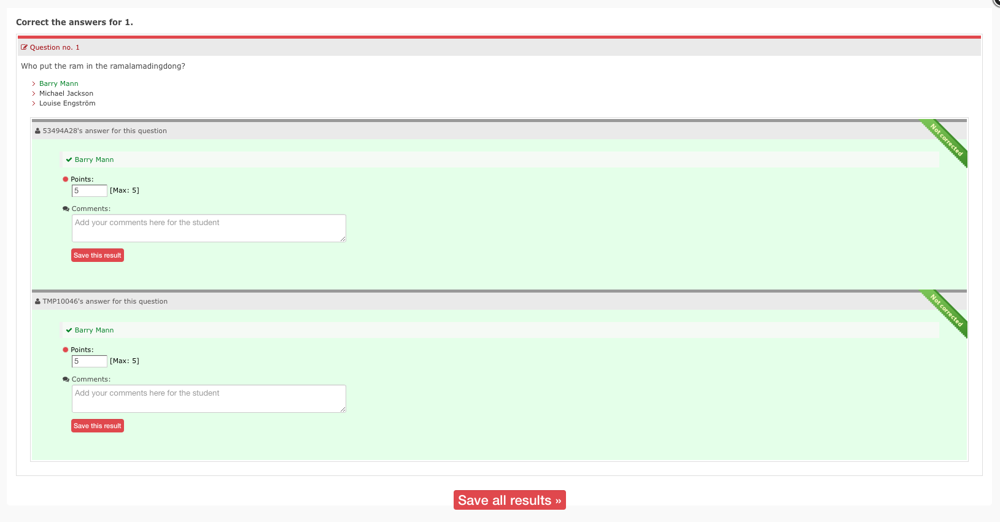 Correct the answers for 1.
Question no. 1
Who put the ram in the ramalamadingdong?
Barry Mann
Michael Jackson
Louise Engström
53494A28's answer for this question
Not corrected
Barry Mann
Points:
5 [Max: 5]
Comments:
Add your comments here for the student
Save this result
TMP10046's answer for this question
Not corrected
Barry Mann
Points:
5 [Max: 5]
Comments:
Add your comments here for the student
Save this result
Save all results »